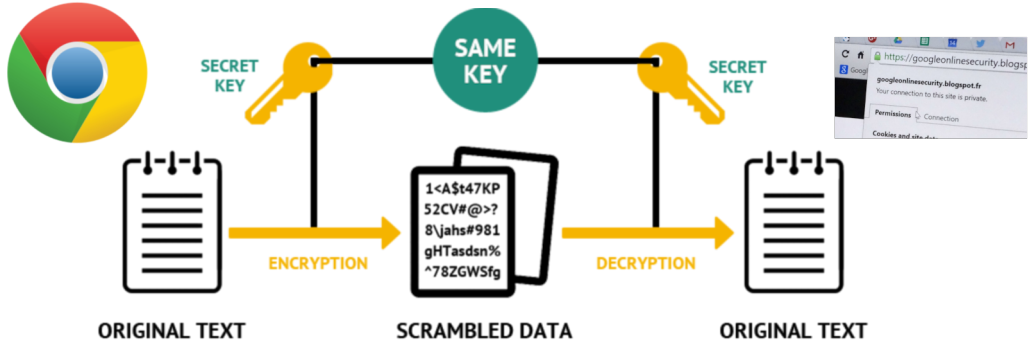 SAME
KEY
SECRET
KEY
SECRET
KEY
https://googleonlinesecurity.blogsp
Googl
googleonlinesecurity.blogspot.fr
Your connection to this site is private.
Permissions
Connection
Cookies and site dat
1<A$t47KP
52CV#@>?
8\jahs#981
gHTasdsn%
^78ZGWSfg
ENCRYPTION
DECRYPTION
ORIGINAL TEXT
SCRAMBLED DATA
ORIGINAL TEXT